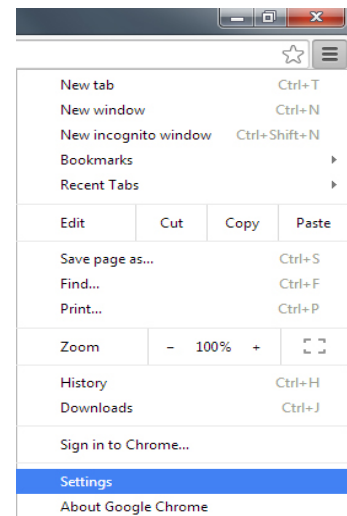 New tab Ctrl+T
New window Ctrl+N
New incognito window Ctrl+Shift+N
Bookmarks
Recent Tabs
Edit Cut Copy Paste
Save page as... Ctrl+S
Find... Ctrl+F
Print... Ctrl+P
Zoom - 100% +
History Ctrl+H
Downloads Ctrl+J
Sign in to Chrome...
Settings
About Google Chrome